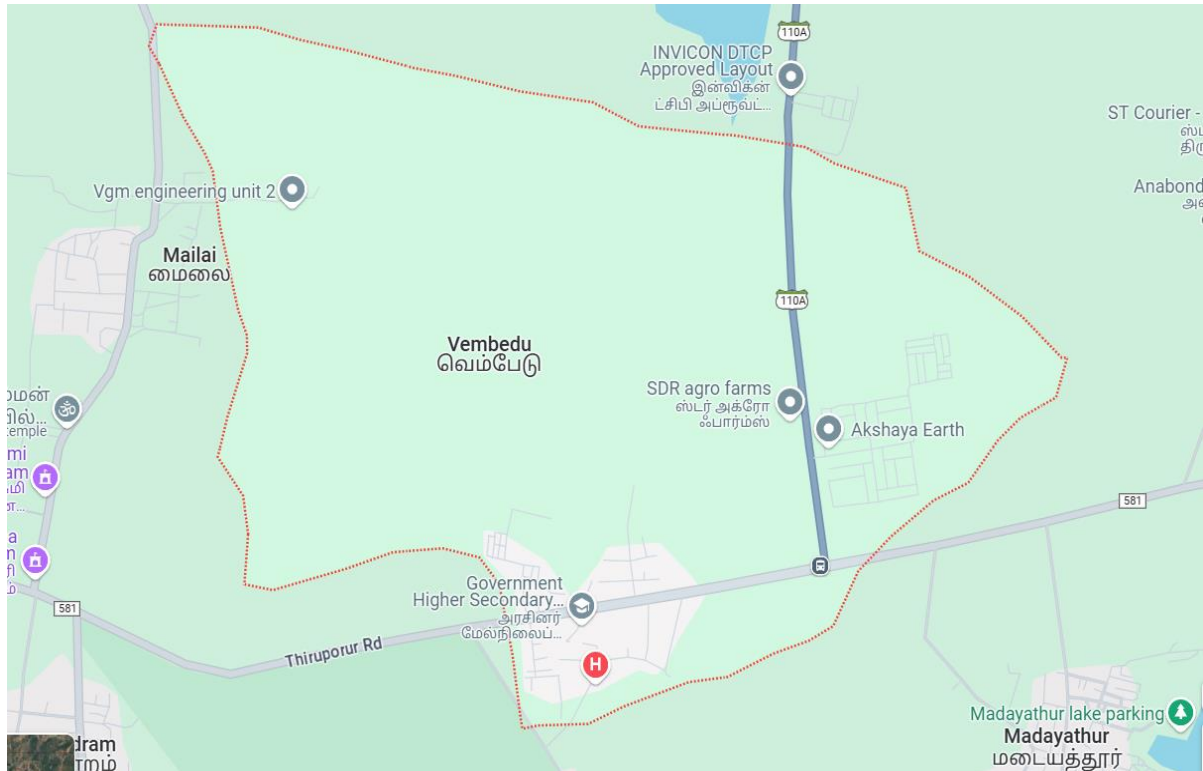 110A
INVICON DTCP
Approved Layout
இன்விகன்
ட்சிபி அப்ரூவ்ட்...
ST Courier -
Anabond
Vgm engineering unit 2
Mailai
மைலை
110A
Vembedu
வெம்பேடு
SDR agro farms
ஸ்டர் அக்ரோ
ஃபார்ம்ஸ்
Akshaya Earth
temple
581
581
Government
Higher Secondary...
அரசினர்
மேல்நிலைப்...
Thiruporur Rd
H
Madayathur lake parking
Madayathur
மடையத்தூர்